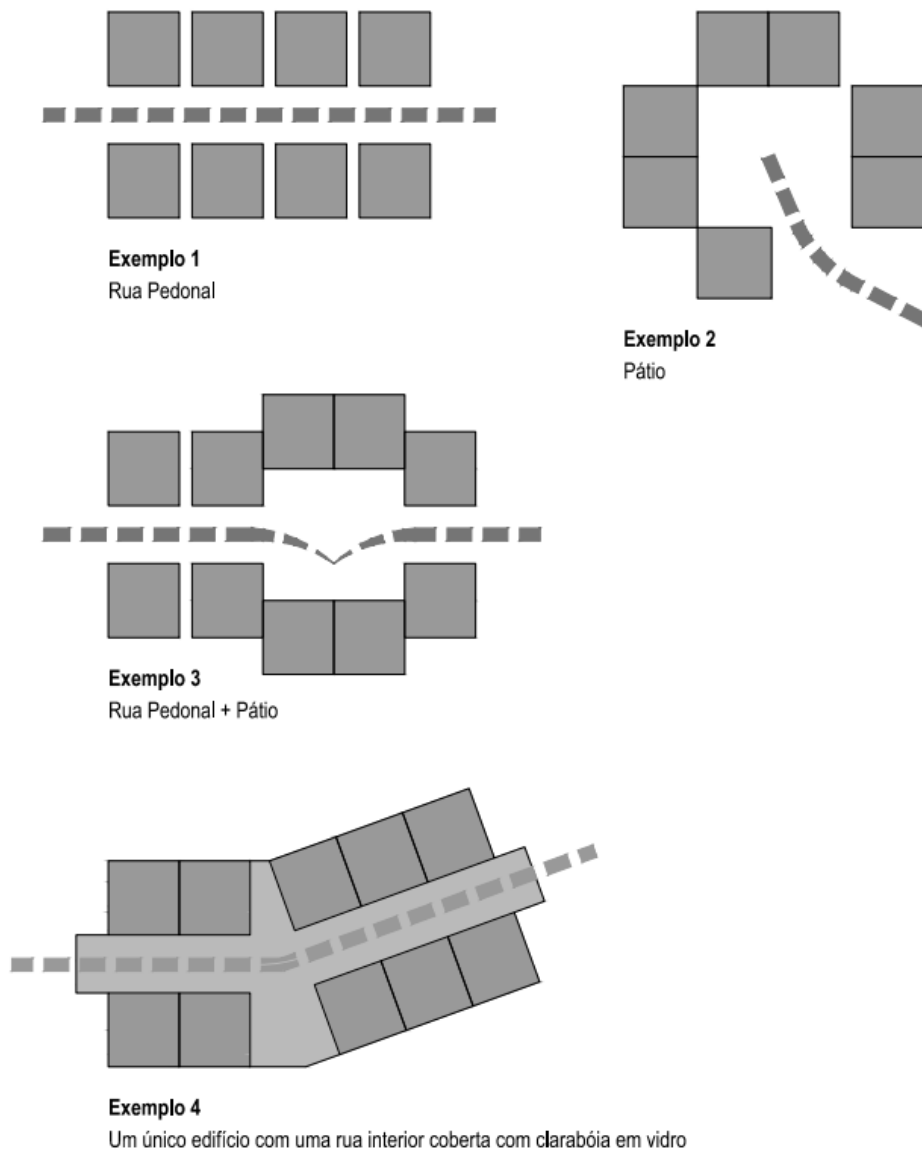 Exemplo 1
Rua Pedonal
Exemplo 2
Pátio
Exemplo 3
Rua Pedonal + Pátio
Exemplo 4
Um único edifício com uma rua interior coberta com clarabóia em vidro